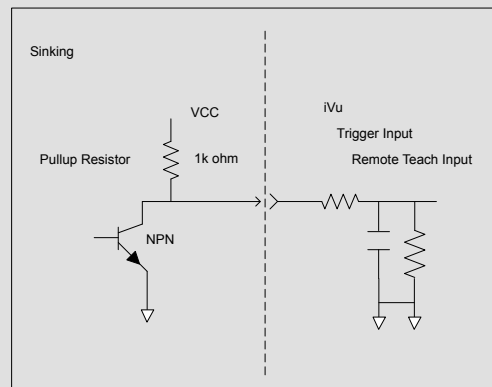 Sinking
VCC
Pullup Resistor
1k ohm
NPN
iVu
Trigger Input
Remote Teach Input